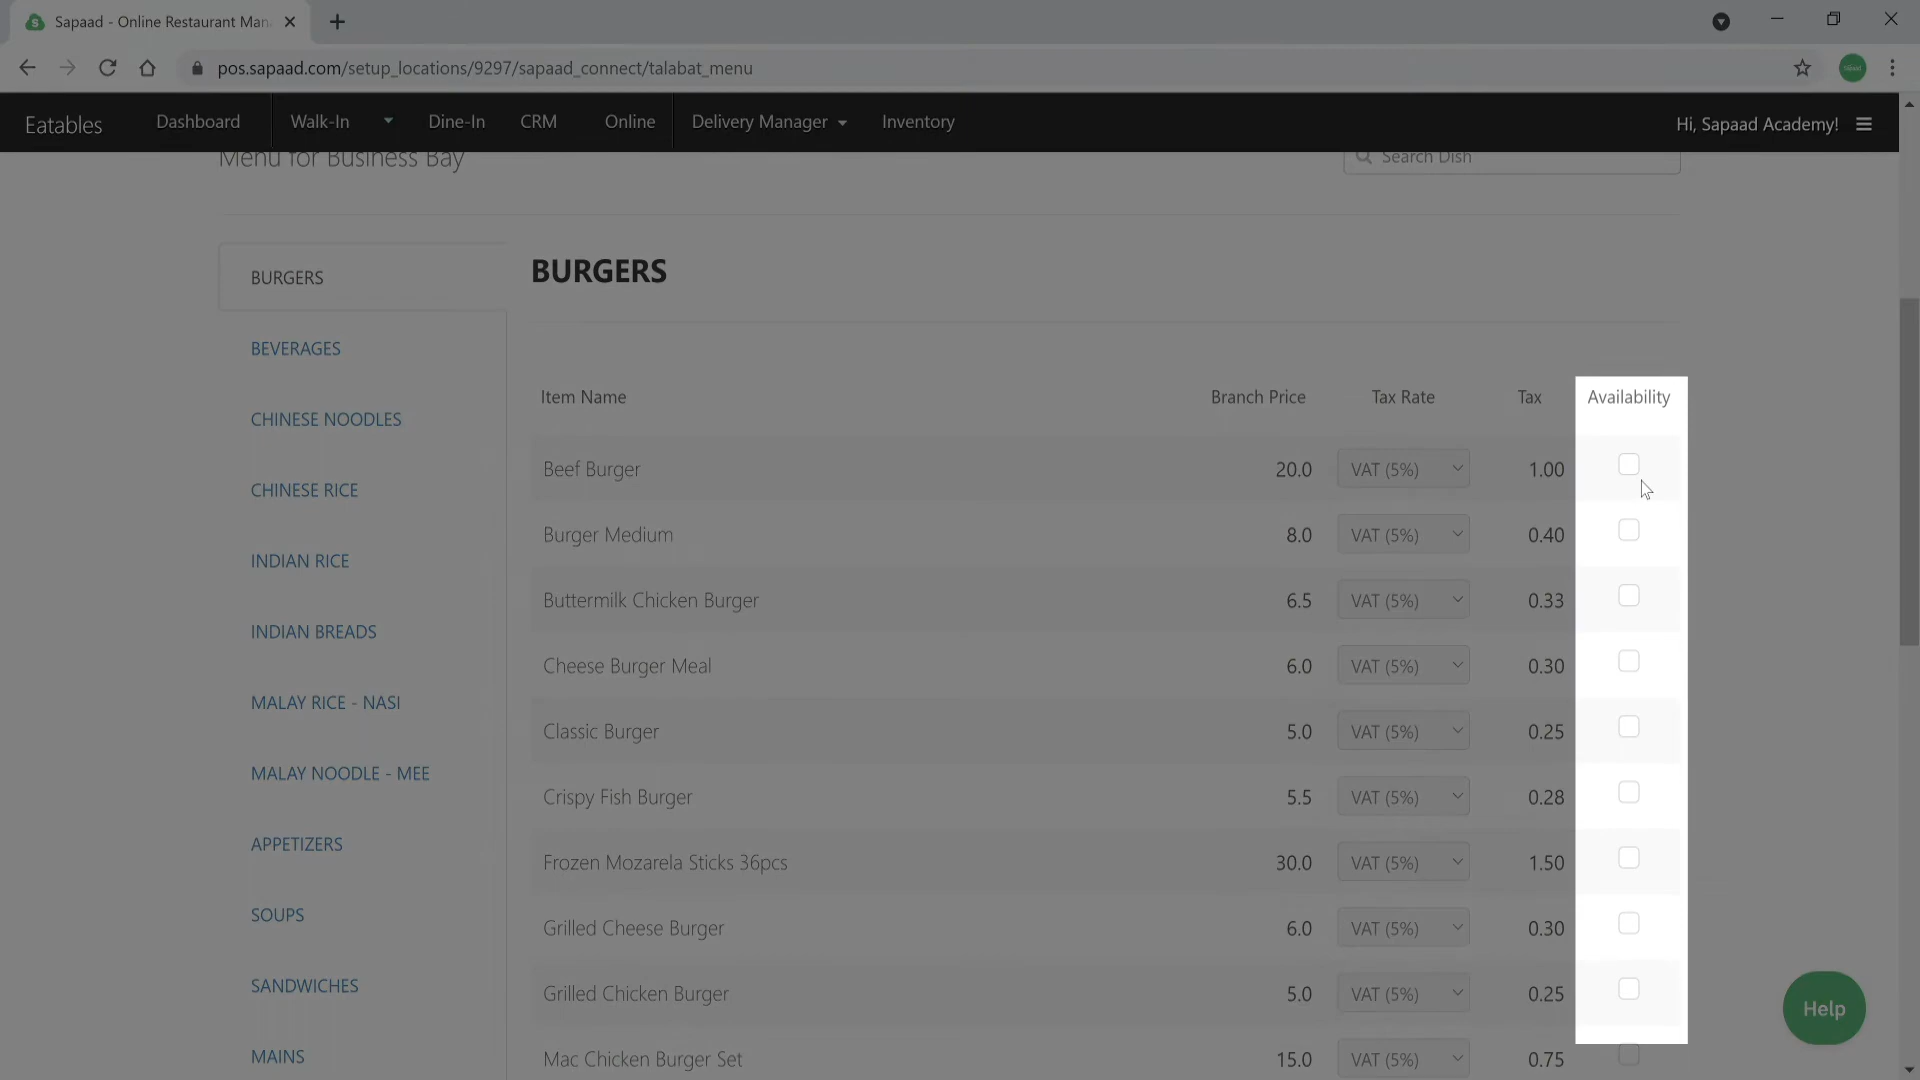 Sapaad - Online Restaurant Man
pos.sapaad.com/setup_locations/9297/sapaad_connect/talabat_menu
Eatables
Dashboard
Walk-In
Dine-In
CRM
Online
Delivery Manager
Inventory
Hi, Sapaad Academy!
Menu for Business Bay
Search Dish
BURGERS
BEVERAGES
CHINESE NOODLES
CHINESE RICE
INDIAN RICE
INDIAN BREADS
MALAY RICE - NASI
MALAY NOODLE - MEE
APPETIZERS
SOUPS
SANDWICHES
MAINS
BURGERS
Item Name Branch Price Tax Rate Tax Availability
Beef Burger 20.0 VAT (5%) 1.00
Burger Medium 8.0 VAT (5%) 0.40
Buttermilk Chicken Burger 6.5 VAT (5%) 0.33
Cheese Burger Meal 6.0 VAT (5%) 0.30
Classic Burger 5.0 VAT (5%) 0.25
Crispy Fish Burger 5.5 VAT (5%) 0.28
Frozen Mozarela Sticks 36pcs 30.0 VAT (5%) 1.50
Grilled Cheese Burger 6.0 VAT (5%) 0.30
Grilled Chicken Burger 5.0 VAT (5%) 0.25
Mac Chicken Burger Set 15.0 VAT (5%) 0.75
Help